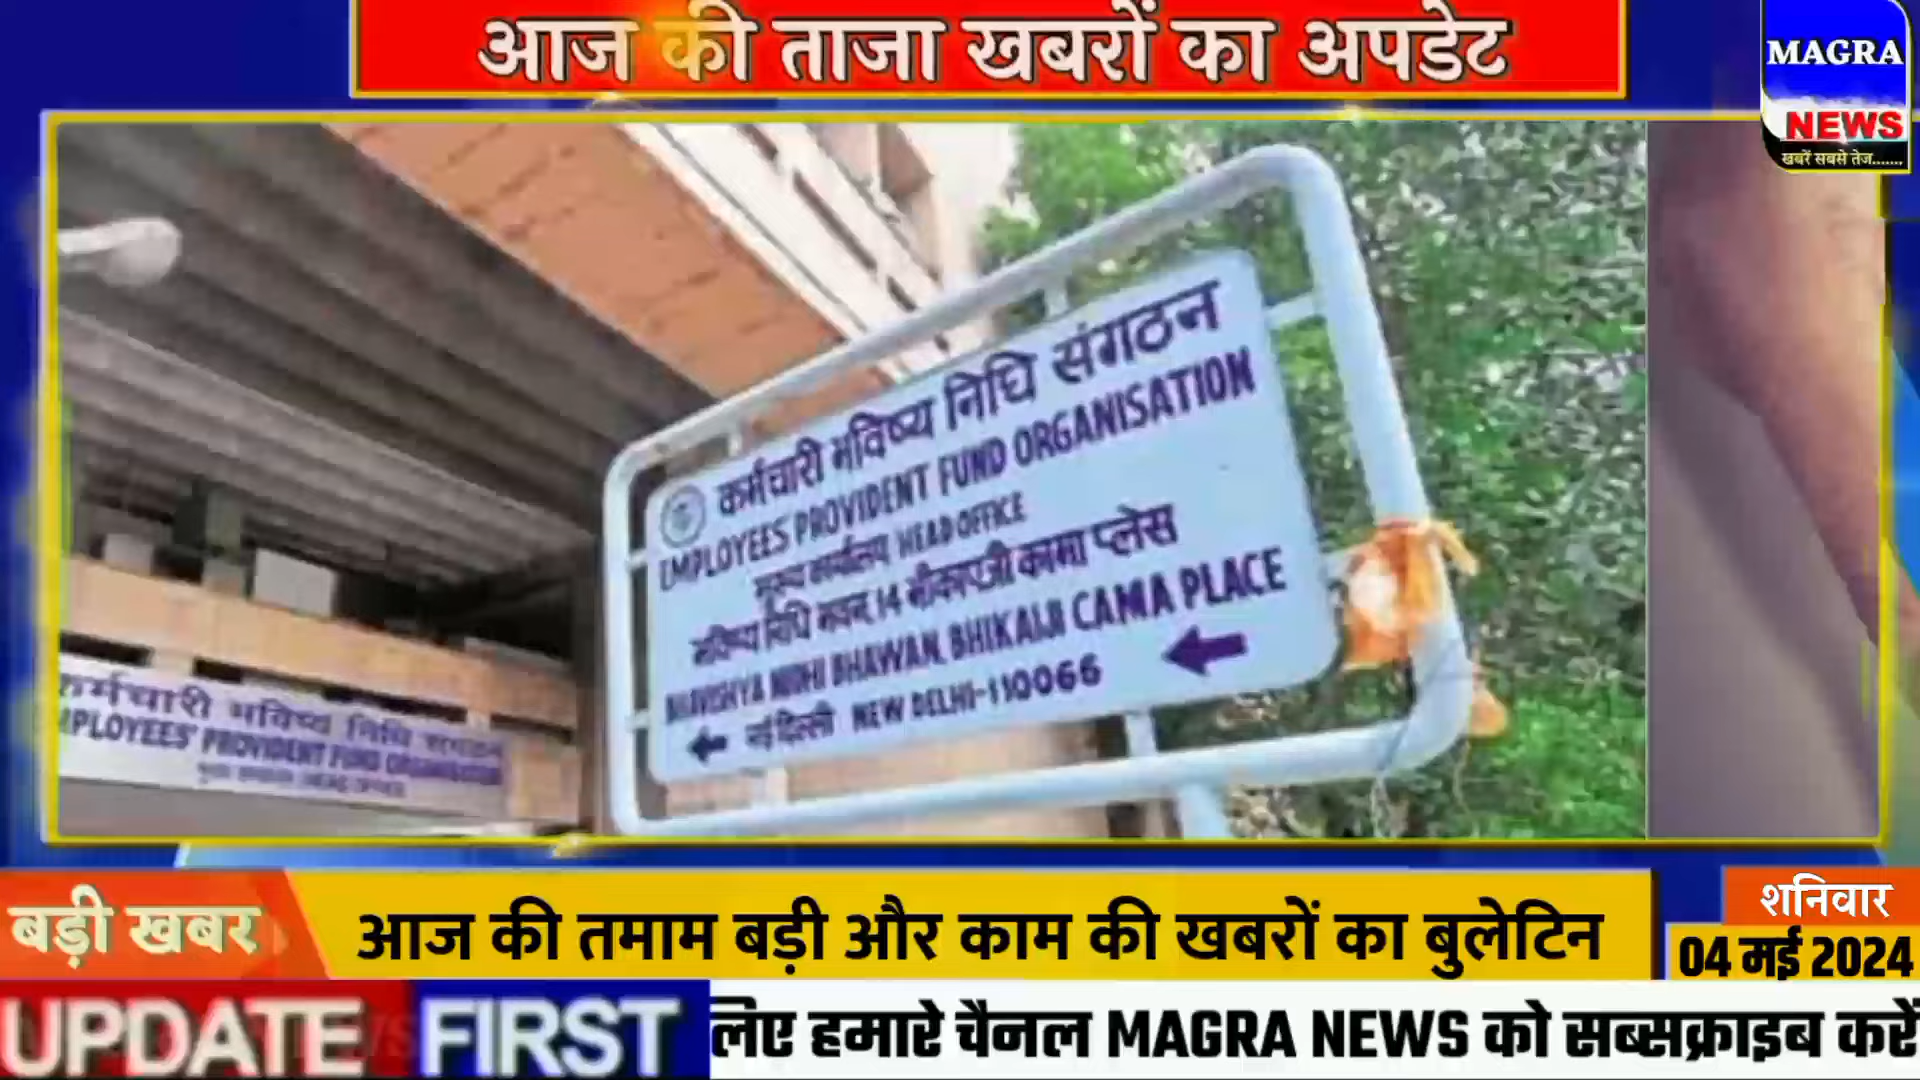 आज की ताजा खबरों का अपडेट
MAGRA
NEWS
खबरें सबसे तेज.......
कर्मचारी भविष्य निधि संगठन
EMPLOYEES' PROVIDENT FUND ORGANISATION
मुख्य कार्यालय HEAD OFFICE
भविष्य निधि भवन, 14 भीकाएजी कामा प्लेस
BHAVISHYA NIDHI BHAWAN, BHIKAIJI CAMA PLACE
नई दिल्ली NEW DELHI-110066
कर्मचारी भविष्य निधि संगठन
EMPLOYEES' PROVIDENT FUND ORGANISATION
बड़ी खबर
आज की तमाम बड़ी और काम की खबरों का बुलेटिन
शनिवार
04 मई 2024
UPDATE FIRST
लिए हमारे चैनल MAGRA NEWS को सब्सक्राइब करें